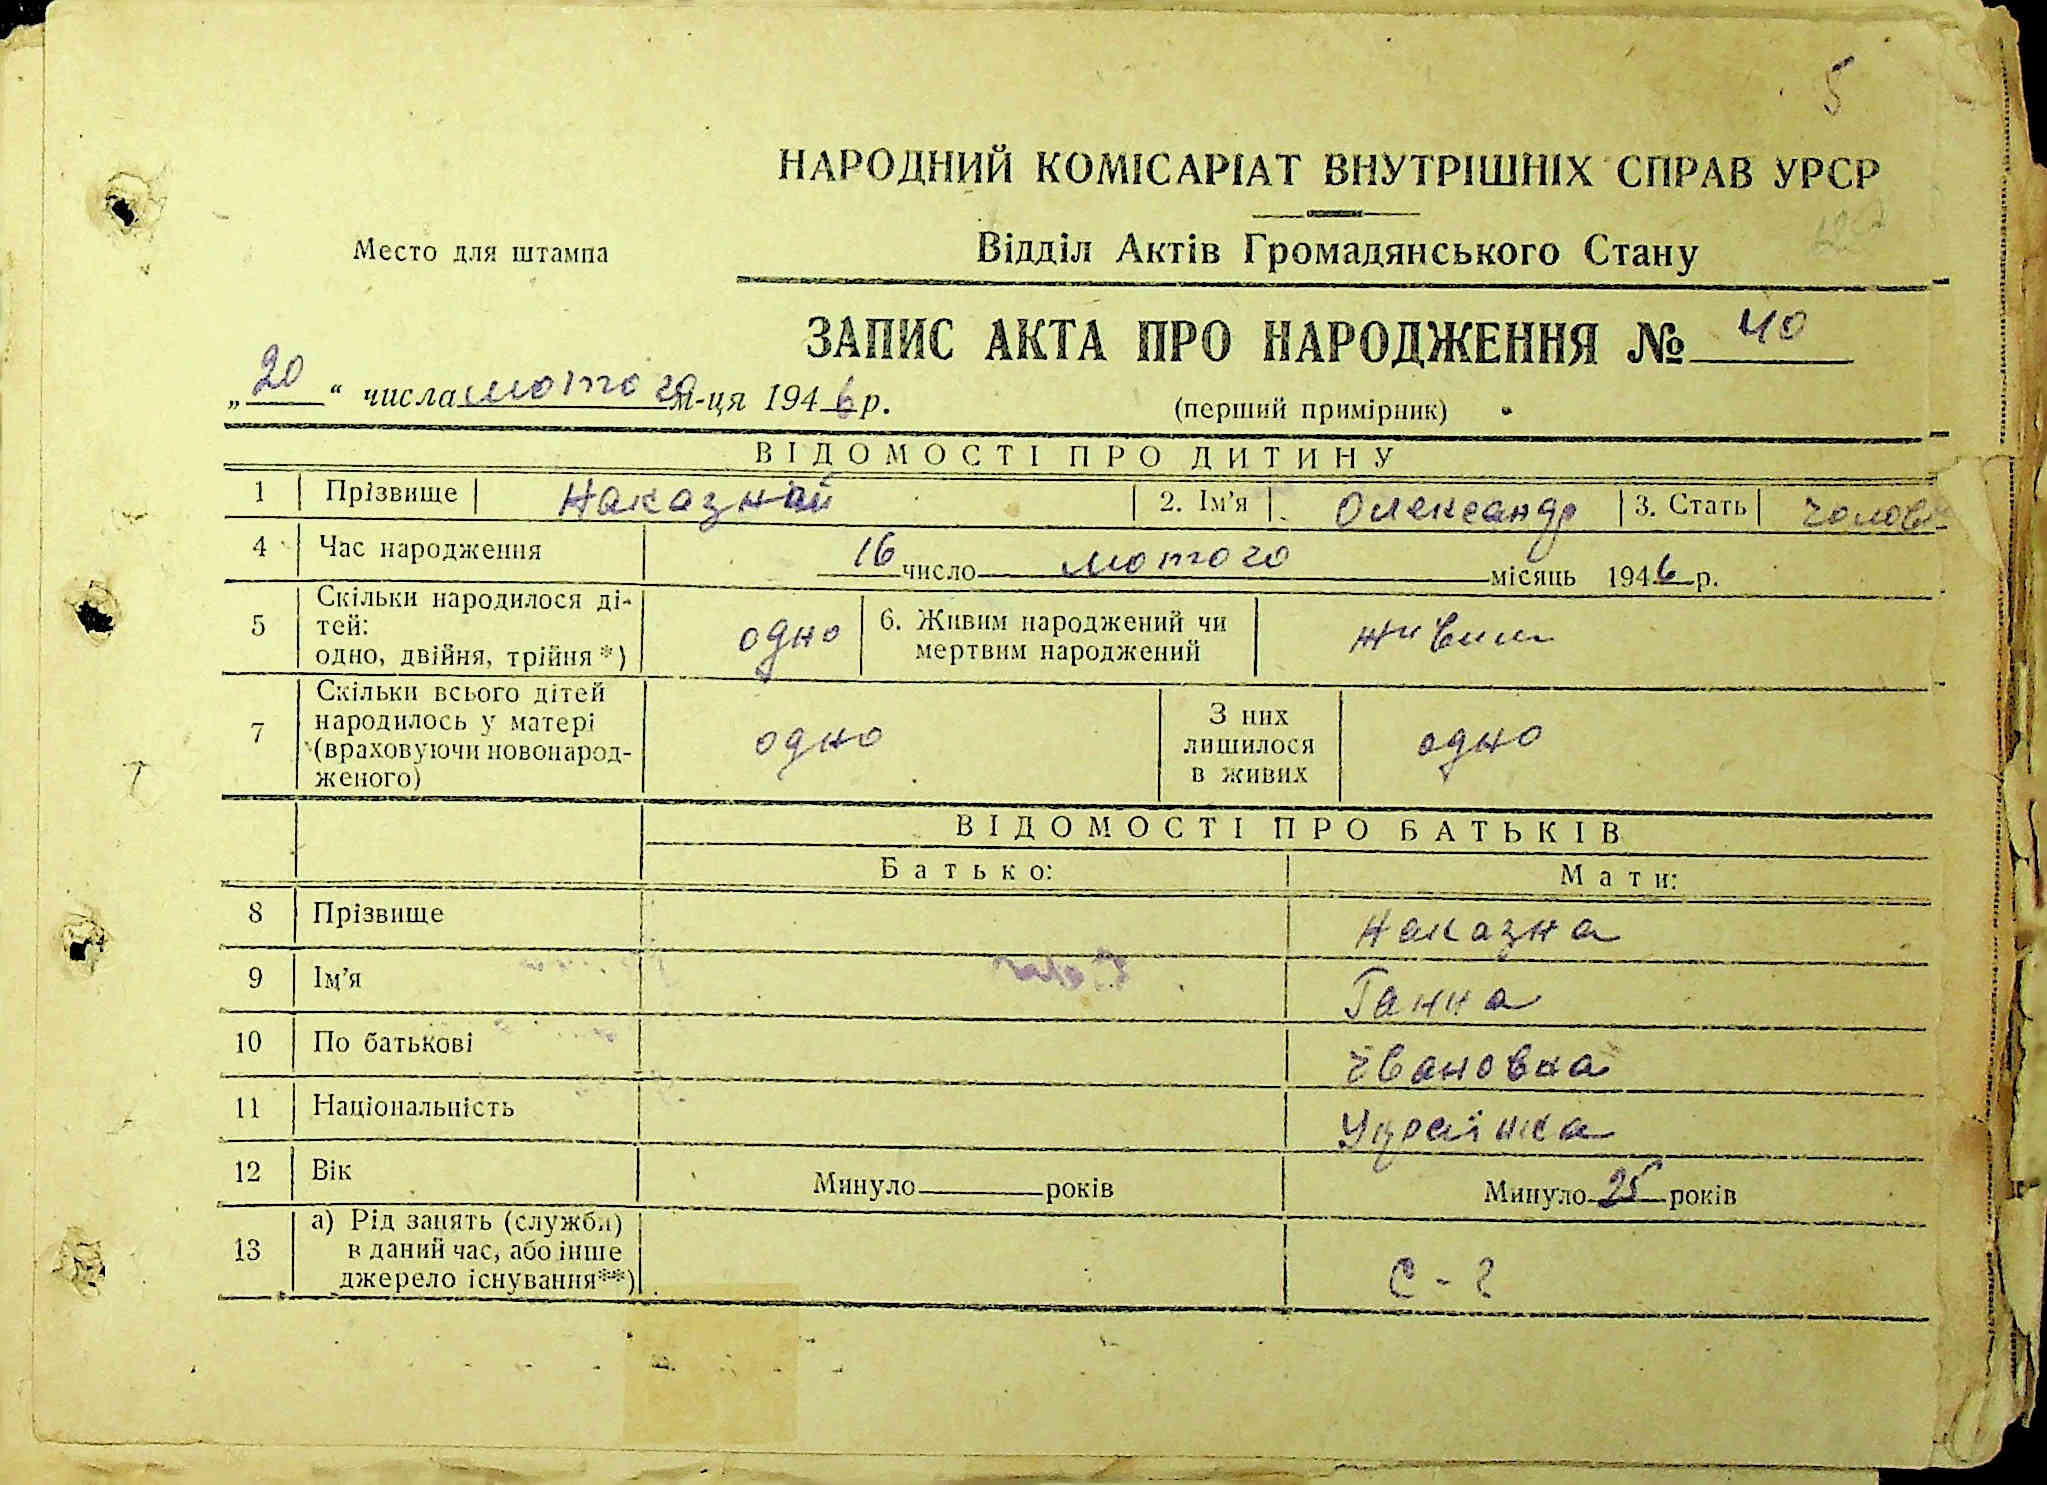 5
НАРОДНИЙ КОМІСАРІАТ ВНУТРІШНІХ СПРАВ УРСР
Место для штампа
Відділ Актів Громадянського Стану
ЗАПИС АКТА ПРО НАРОДЖЕННЯ № 40
„20“ числа лютого м-ця 1946 р.
(перший примірник)
ВІДОМОСТІ ПРО ДИТИНУ
1 Прізвище Наказний 2. Ім'я Олександр 3. Стать чолов
4 Час народження 16 число лютого місяць 1946 р.
5 Скільки народилося ді-
тей:
одно, двійня, трійня *) одно 6. Живим народжений чи
мертвим народжений живим
7 Скільки всього дітей
народилось у матері
(враховуючи новонарод-
женого) одно З них
лишилося
в живих одно
ВІДОМОСТІ ПРО БАТЬКІВ
Батько: Мати:
8 Прізвище Наказна
9 Ім'я Ганна
10 По батькові Івановна
11 Національність Українка
12 Вік Минуло років Минуло 25 років
13 а) Рід занять (служби)
в даний час, або інше
джерело існування**) С-г